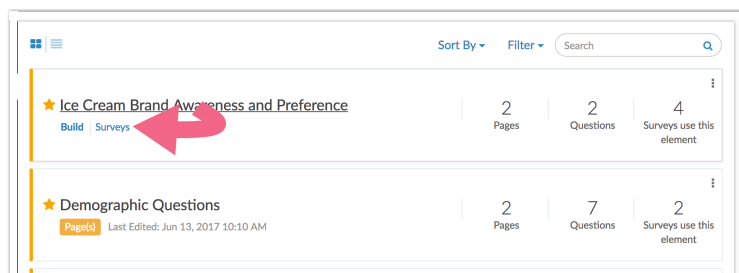 Sort By Filter Search
Ice Cream Brand Awareness and Preference
Build Surveys
2 2 4
Pages Questions Surveys use this
element
Demographic Questions
Page(s) Last Edited: Jun 13, 2017 10:10 AM
2 7 2
Pages Questions Surveys use this
element